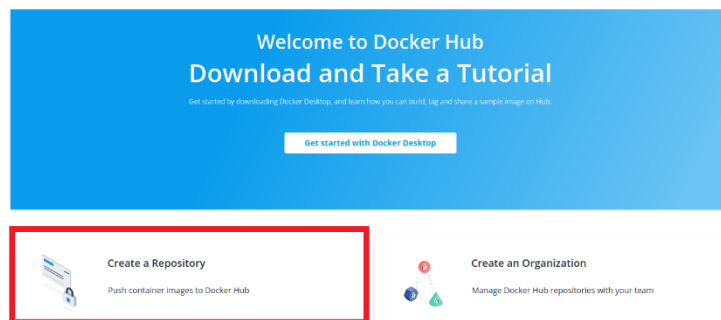 Welcome to Docker Hub
Download and Take a Tutorial
Get started by downloading Docker Desktop, and learn how you can build, tag and share a sample image on Hub.
Get started with Docker Desktop
Create a Repository
Push container images to Docker Hub
Create an Organization
Manage Docker Hub repositories with your team